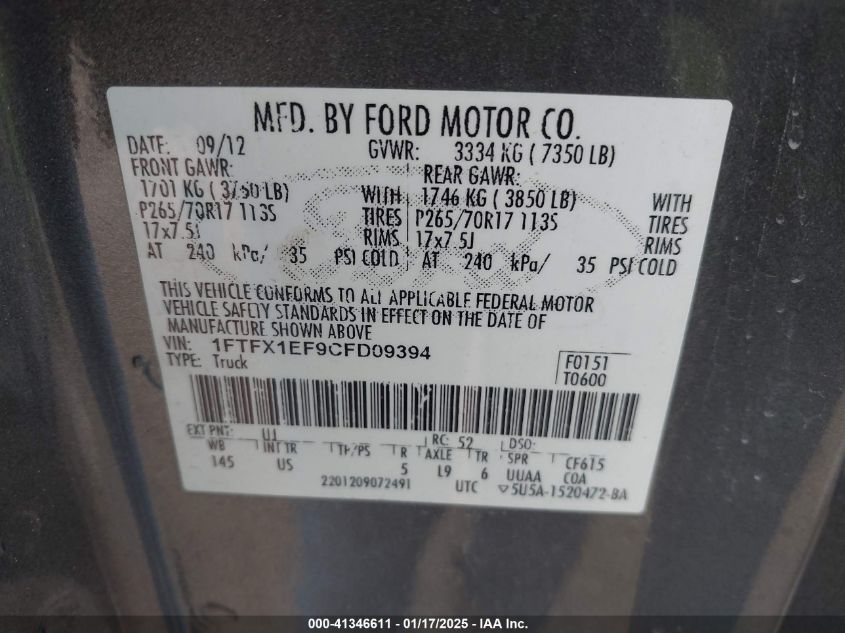 MFD. BY FORD MOTOR CO.
DATE: 09/12 GVWR: 3334 KG ( 7350 LB)
FRONT GAWR: REAR GAWR:
1701 KG ( 3750 LB) WITH 1746 KG ( 3850 LB) WITH
P265/70R17 113S TIRES P265/70R17 113S TIRES
17x7.5J RIMS 17x7.5J RIMS
AT 240 kPa/ 35 PSI COLD AT 240 kPa/ 35 PSI COLD
THIS VEHICLE CONFORMS TO ALL APPLICABLE FEDERAL MOTOR
VEHICLE SAFETY STANDARDS IN EFFECT ON THE DATE OF
MANUFACTURE SHOWN ABOVE
VIN: 1FTFX1EF9CFD09394
TYPE: Truck F0151
T0600
EXT PNT: UJ RC: 52 DSO:
WB INT TR TP/PS R AXLE TR SPR CF615
145 US 5 L9 6 UUAA COA
2201209072491 UTC ▽5U5A-1520472-BA
000-41346611 - 01/17/2025 - IAA Inc.